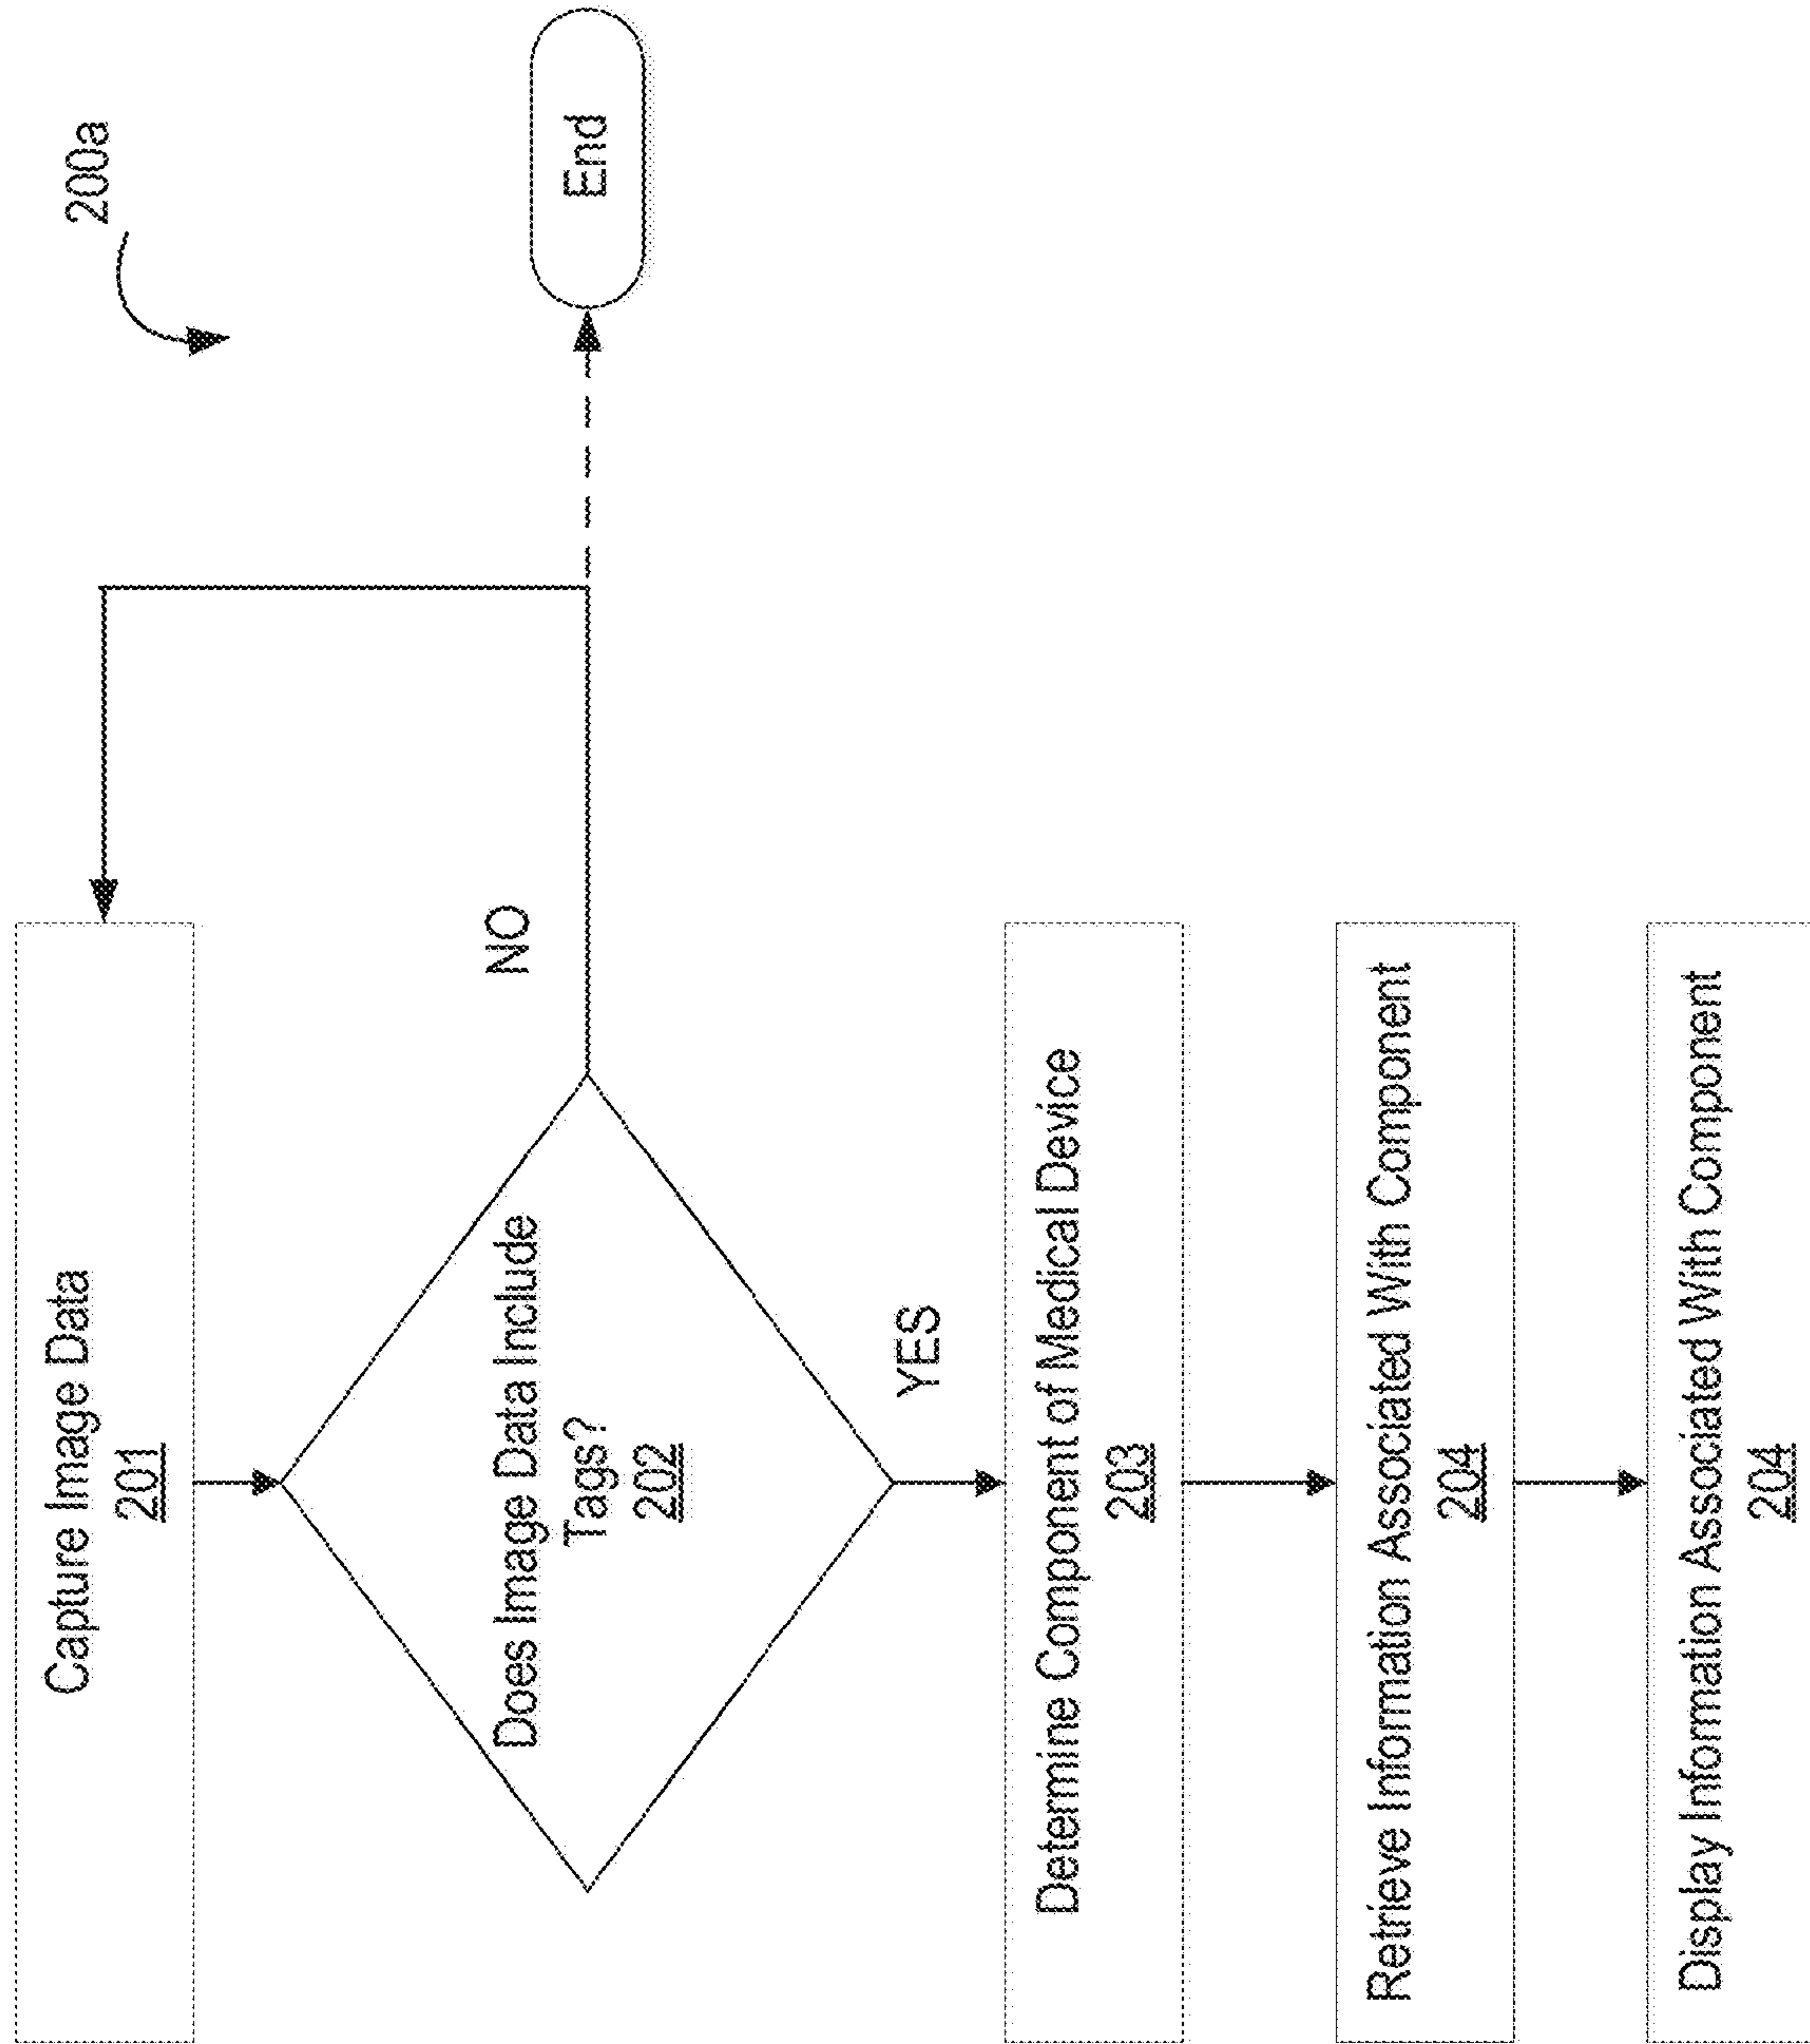 200a
Capture Image Data
201
Does Image Data Include
Tags?
202
NO
End
YES
Determine Component of Medical Device
203
Retrieve Information Associated With Component
204
Display Information Associated With Component
204